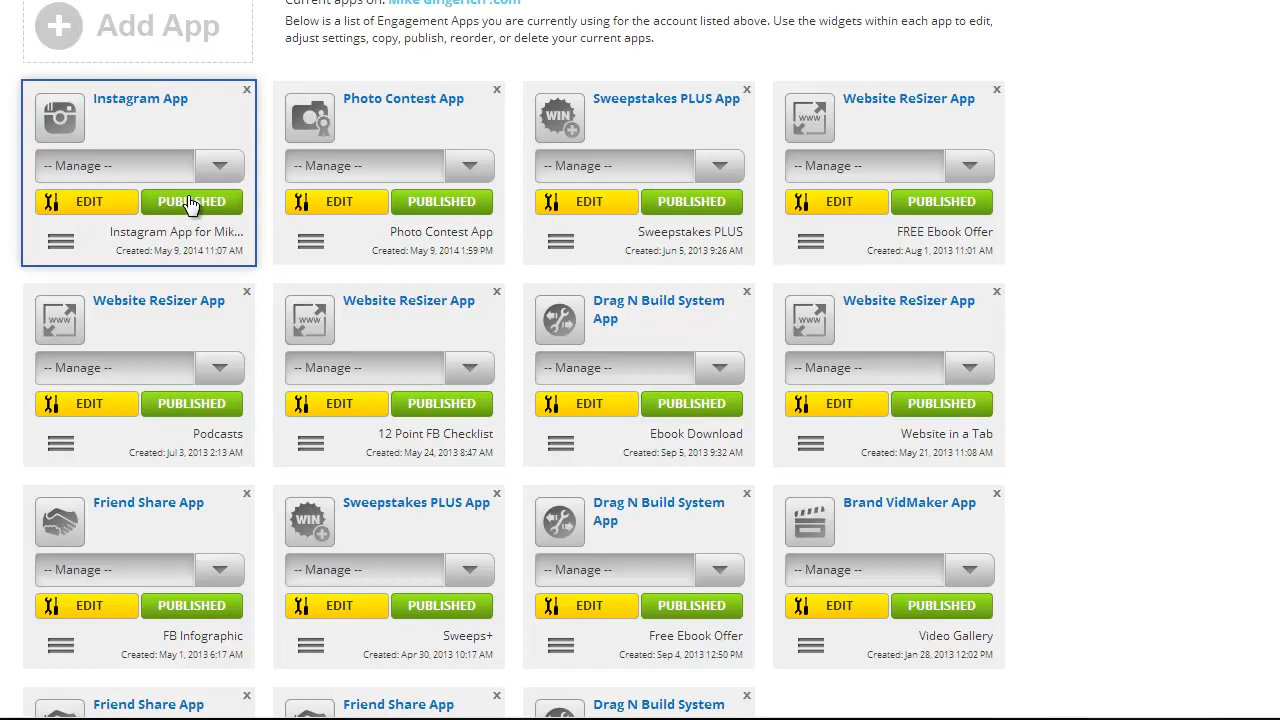 Current apps on: Mike Gingerich .com
Add App
Below is a list of Engagement Apps you are currently using for the account listed above. Use the widgets within each app to edit,
adjust settings, copy, publish, reorder, or delete your current apps.
x
Instagram App
-- Manage --
EDIT PUBLISHED
Instagram App for Mik...
Created: May 9, 2014 11:07 AM
x
Photo Contest App
-- Manage --
EDIT PUBLISHED
Photo Contest App
Created: May 9, 2014 1:59 PM
x
Sweepstakes PLUS App
WIN
-- Manage --
EDIT PUBLISHED
Sweepstakes PLUS
Created: Jun 5, 2013 9:26 AM
x
Website ReSizer App
www
-- Manage --
EDIT PUBLISHED
FREE Ebook Offer
Created: Aug 1, 2013 11:01 AM
x
Website ReSizer App
www
-- Manage --
EDIT PUBLISHED
Podcasts
Created: Jul 3, 2013 2:13 AM
x
Website ReSizer App
www
-- Manage --
EDIT PUBLISHED
12 Point FB Checklist
Created: May 24, 2013 8:47 AM
x
Drag N Build System
App
-- Manage --
EDIT PUBLISHED
Ebook Download
Created: Sep 5, 2013 9:32 AM
x
Website ReSizer App
www
-- Manage --
EDIT PUBLISHED
Website in a Tab
Created: May 21, 2013 11:08 AM
x
Friend Share App
-- Manage --
EDIT PUBLISHED
FB Infographic
Created: May 1, 2013 6:17 AM
x
Sweepstakes PLUS App
WIN
-- Manage --
EDIT PUBLISHED
Sweeps+
Created: Apr 30, 2013 10:17 AM
x
Drag N Build System
App
-- Manage --
EDIT PUBLISHED
Free Ebook Offer
Created: Sep 4, 2013 12:50 PM
x
Brand VidMaker App
-- Manage --
EDIT PUBLISHED
Video Gallery
Created: Jan 28, 2013 12:02 PM
x
Friend Share App
x
Friend Share App
x
Drag N Build System